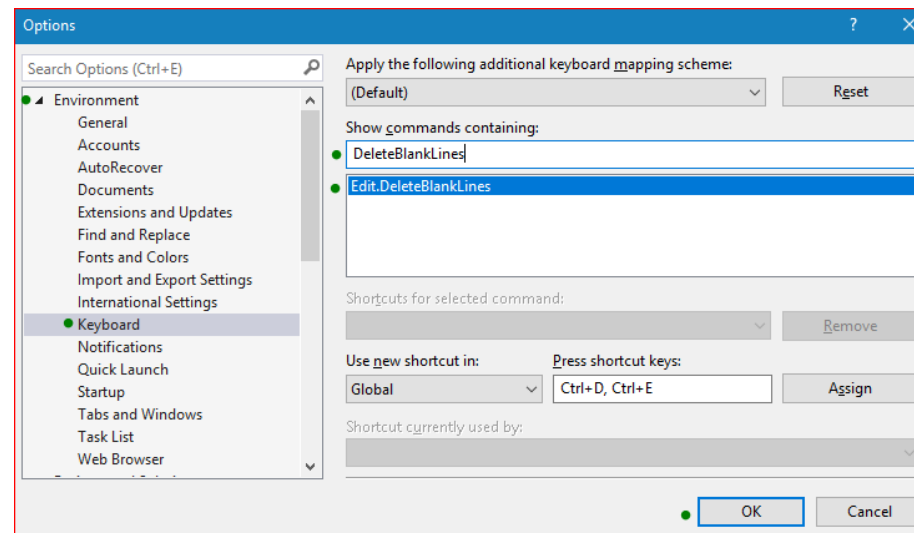 Options
Search Options (Ctrl+E)
Environment
General
Accounts
AutoRecover
Documents
Extensions and Updates
Find and Replace
Fonts and Colors
Import and Export Settings
International Settings
Keyboard
Notifications
Quick Launch
Startup
Tabs and Windows
Task List
Web Browser
Apply the following additional keyboard mapping scheme:
(Default)
Reset
Show commands containing:
DeleteBlankLines
Edit.DeleteBlankLines
Shortcuts for selected command:
Remove
Use new shortcut in:
Press shortcut keys:
Global
Ctrl+D, Ctrl+E
Assign
Shortcut currently used by:
OK
Cancel